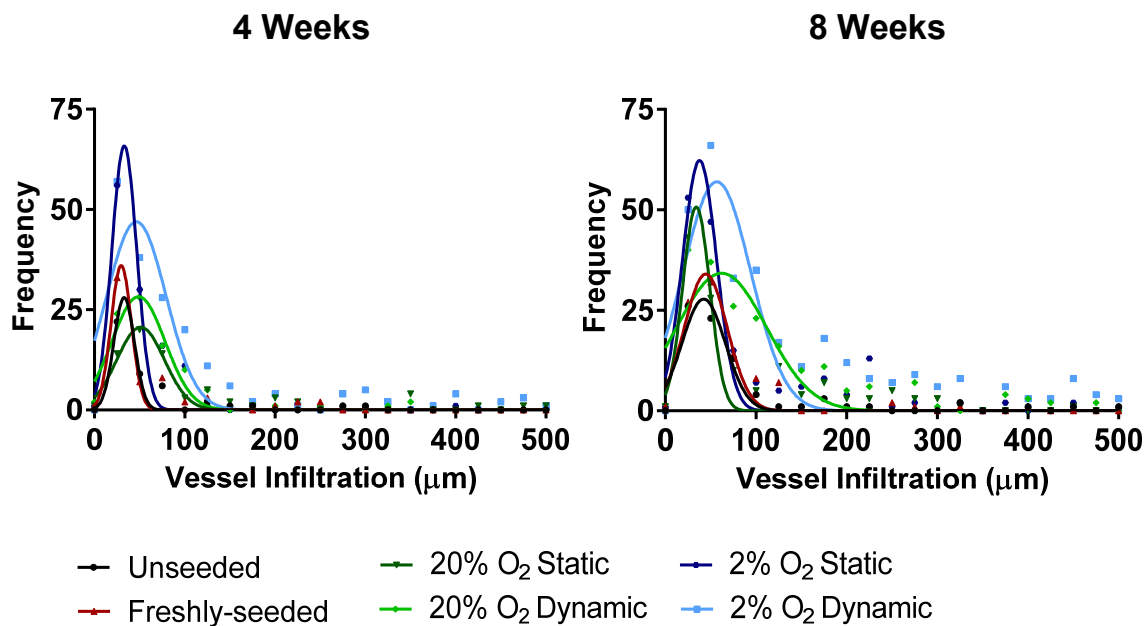 4 Weeks
8 Weeks
75
50
25
0
Frequency
0 100 200 300 400 500
Vessel Infiltration (μm)
75
50
25
0
Frequency
0 100 200 300 400 500
Vessel Infiltration (μm)
Unseeded
20% O₂ Static
2% O₂ Static
Freshly-seeded
20% O₂ Dynamic
2% O₂ Dynamic